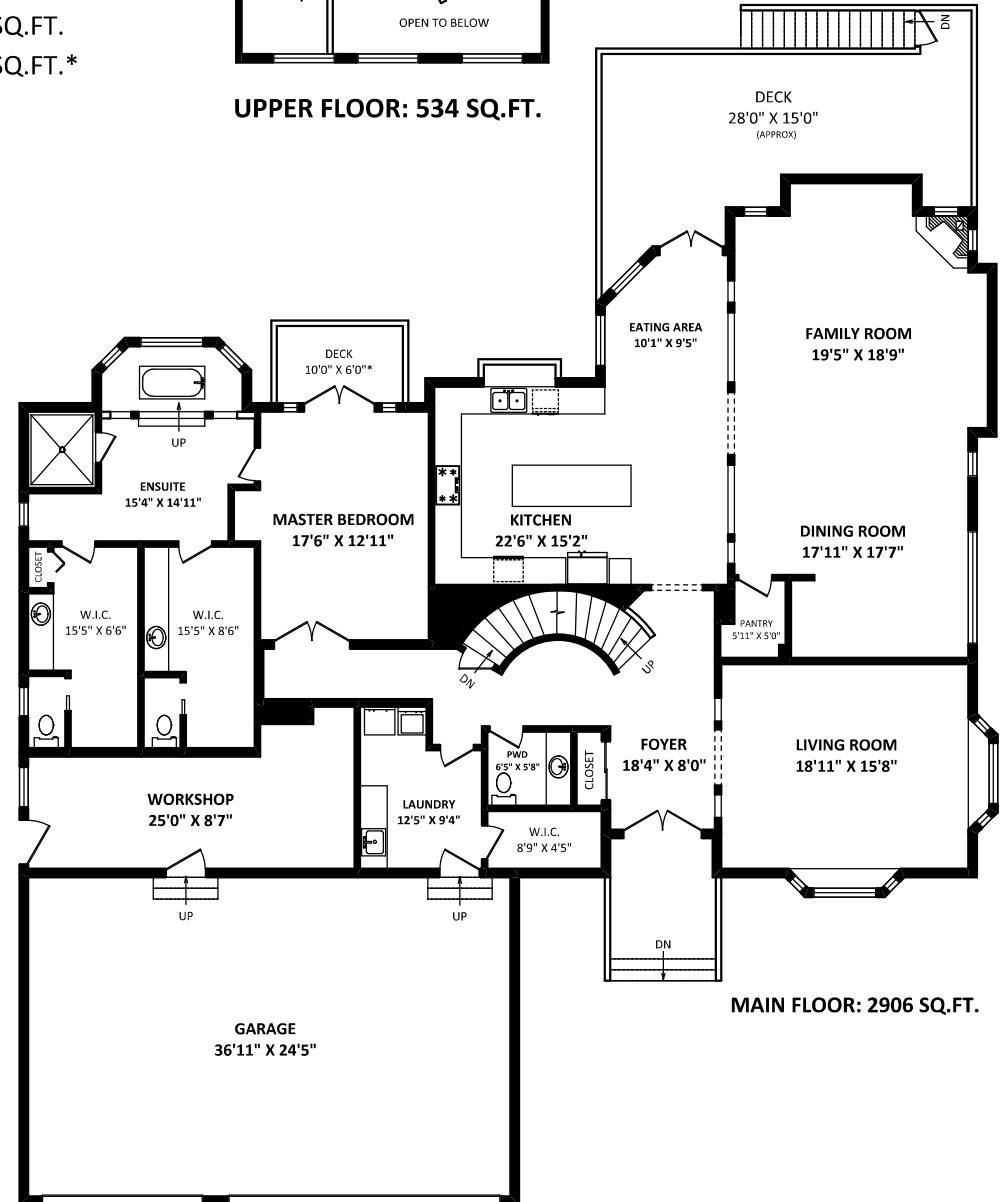 SQ.FT.
SQ.FT.*
OPEN TO BELOW
UPPER FLOOR: 534 SQ.FT.
DN
DECK
28'0" X 15'0"
(APPROX)
EATING AREA
10'1" X 9'5"
FAMILY ROOM
19'5" X 18'9"
DECK
10'0" X 6'0"*
UP
ENSUITE
15'4" X 14'11"
MASTER BEDROOM
17'6" X 12'11"
KITCHEN
22'6" X 15'2"
DINING ROOM
17'11" X 17'7"
CLOSET
W.I.C.
15'5" X 6'6"
W.I.C.
15'5" X 8'6"
PANTRY
5'11" X 5'0"
DN
UP
PWD
6'5" X 5'8"
CLOSET
FOYER
18'4" X 8'0"
LIVING ROOM
18'11" X 15'8"
WORKSHOP
25'0" X 8'7"
LAUNDRY
12'5" X 9'4"
W.I.C.
8'9" X 4'5"
UP
UP
DN
MAIN FLOOR: 2906 SQ.FT.
GARAGE
36'11" X 24'5"